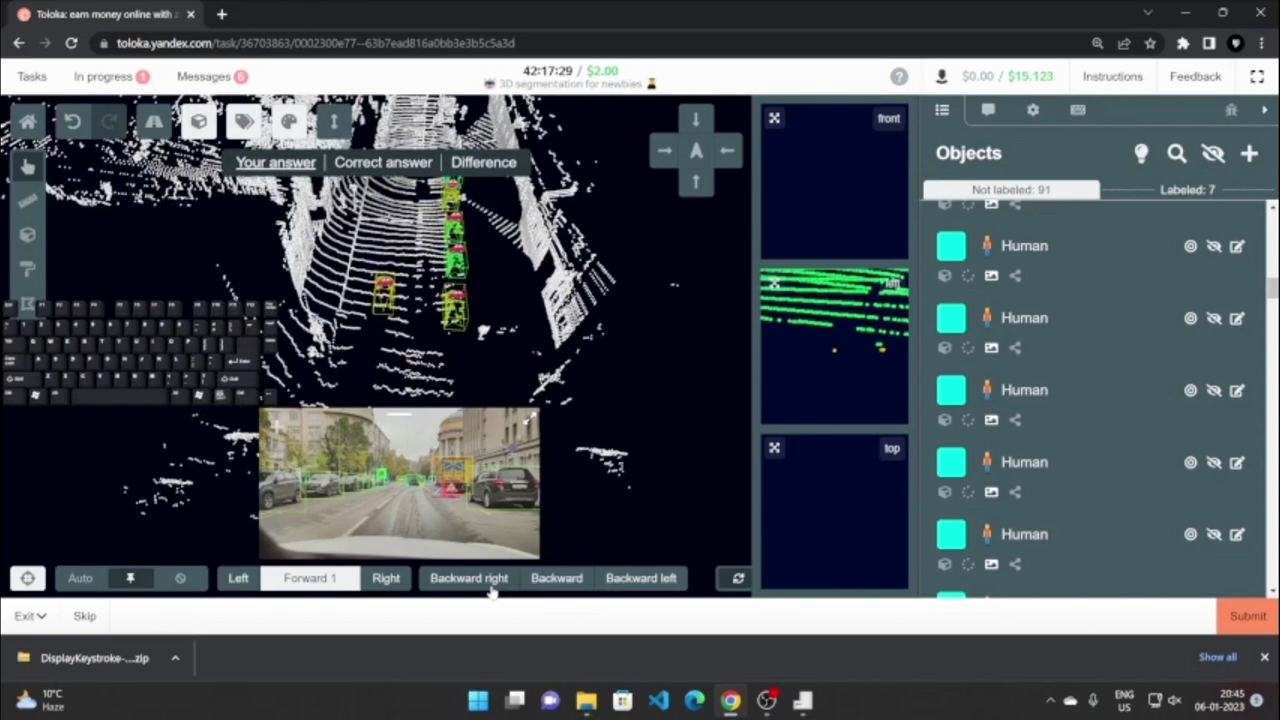 Toloka: earn money online with
toloka.yandex.com/task/36703863/0002300e77--63b7ead816a0bb3e3b5c5a3d
Tasks
In progress 1
Messages 6
42:17:29 / $2.00
3D segmentation for newbies
$0.00 / $15.123
Instructions
Feedback
Your answer | Correct answer | Difference
A
front
left
top
Objects
Not labeled: 91
Labeled: 7
Human
Human
Human
Human
Human
Auto
Left
Forward 1
Right
Backward right
Backward
Backward left
Exit
Skip
Submit
DisplayKeystroke-....zip
Show all
10°C
Haze
ENG
US
20:45
06-01-2023